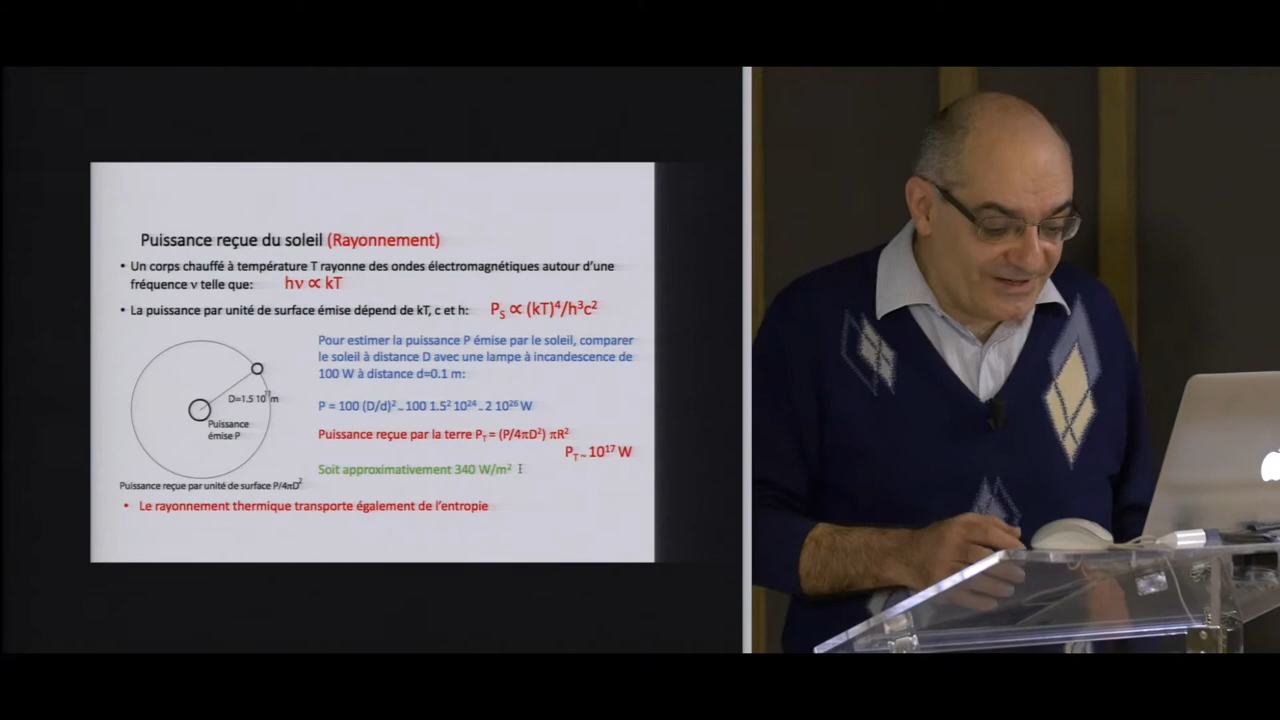 Puissance reçue du soleil (Rayonnement)
• Un corps chauffé à température T rayonne des ondes électromagnétiques autour d'une
fréquence ν telle que: hν ∝ kT
• La puissance par unité de surface émise dépend de kT, c et h: P_S ∝ (kT)⁴/h³c²
Pour estimer la puissance P émise par le soleil, comparer
le soleil à distance D avec une lampe à incandescence de
100 W à distance d=0.1 m:
D=1.5 10¹¹m
Puissance
émise P
P = 100 (D/d)² ~ 100 1.5² 10²⁴ ~ 2 10²⁶ W
Puissance reçue par la terre P_T = (P/4πD²) πR²
P_T ~ 10¹⁷ W
Soit approximativement 340 W/m²
Puissance reçue par unité de surface P/4πD²
• Le rayonnement thermique transporte également de l'entropie